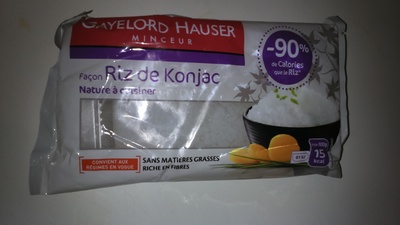 GAYELORD HAUSER
MINCEUR
Façon Riz de Konjac
Nature à cuisiner
-90%
de Calories
que le Riz*
CONVIENT AUX
RÉGIMES EN VOGUE
SANS MATIÈRES GRASSES
RICHE EN FIBRES
15
kcal